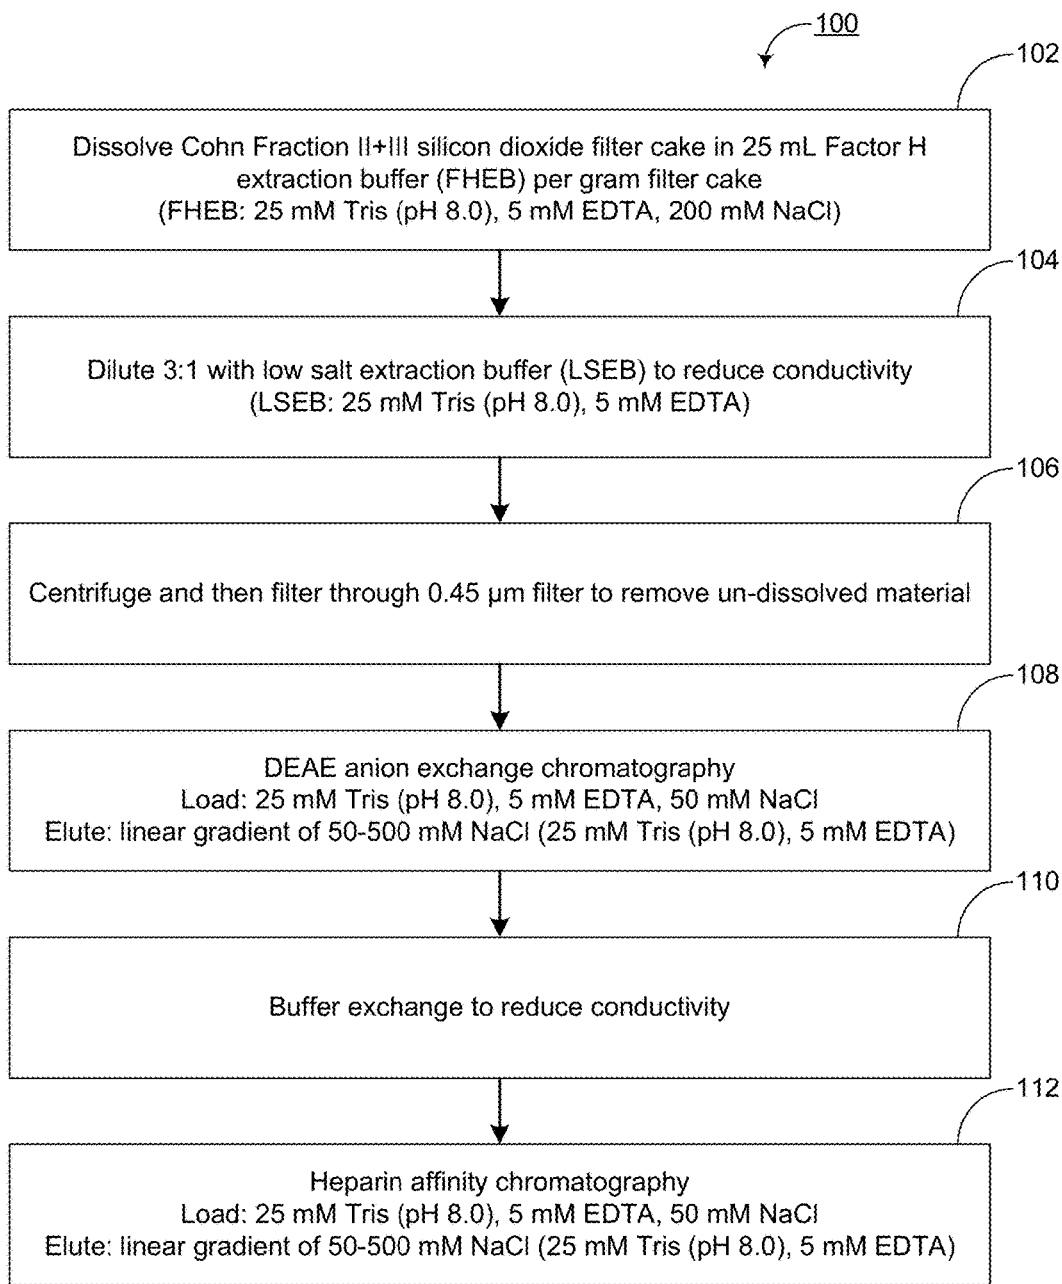 100
102
Dissolve Cohn Fraction II+III silicon dioxide filter cake in 25 mL Factor H
extraction buffer (FHEB) per gram filter cake
(FHEB: 25 mM Tris (pH 8.0), 5 mM EDTA, 200 mM NaCl)
104
Dilute 3:1 with low salt extraction buffer (LSEB) to reduce conductivity
(LSEB: 25 mM Tris (pH 8.0), 5 mM EDTA)
106
Centrifuge and then filter through 0.45 µm filter to remove un-dissolved material
108
DEAE anion exchange chromatography
Load: 25 mM Tris (pH 8.0), 5 mM EDTA, 50 mM NaCl
Elute: linear gradient of 50-500 mM NaCl (25 mM Tris (pH 8.0), 5 mM EDTA)
110
Buffer exchange to reduce conductivity
112
Heparin affinity chromatography
Load: 25 mM Tris (pH 8.0), 5 mM EDTA, 50 mM NaCl
Elute: linear gradient of 50-500 mM NaCl (25 mM Tris (pH 8.0), 5 mM EDTA)